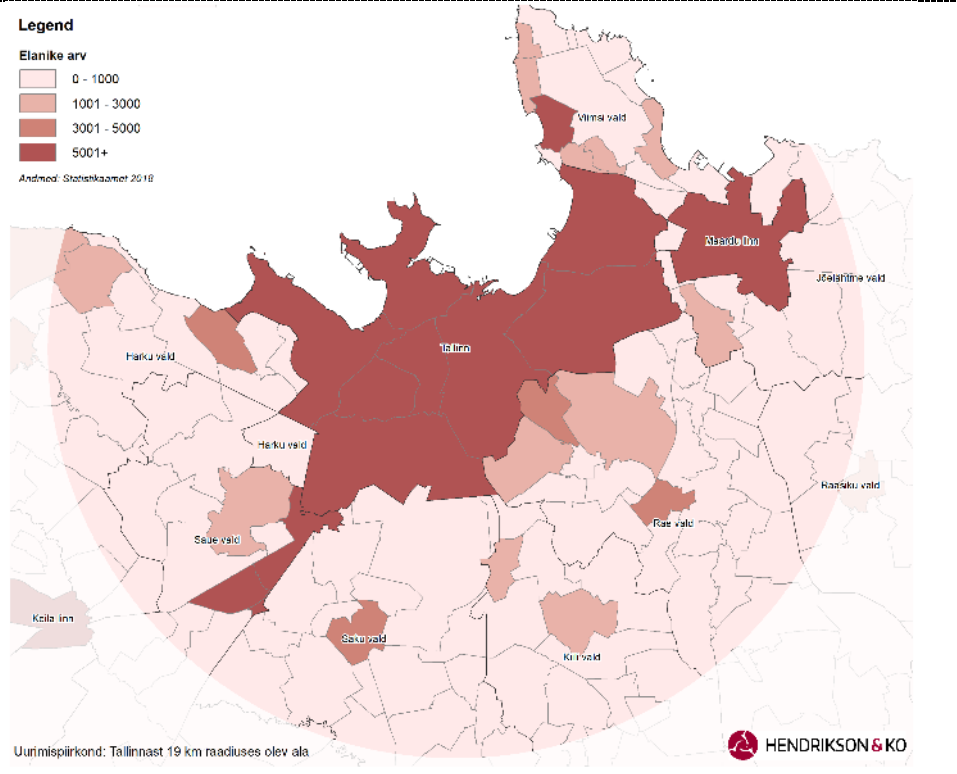 Legend
Elanike arv
0 - 1000
1001 - 3000
3001 - 5000
5001+
Andmed: Statistikaamet 2018
Viimsi vald
Maardu linn
Jõelähtme vald
Tallinn
Harku vald
Harku vald
Raasiku vald
Rae vald
Saue vald
Keila linn
Saku vald
Kiili vald
Uurimispiirkond: Tallinnast 19 km raadiuses olev ala
HENDRIKSON & KO